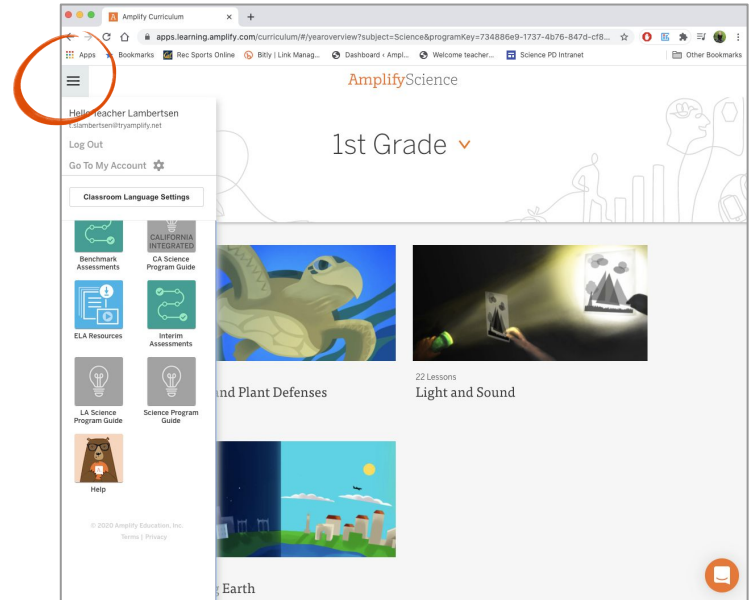 Amplify Curriculum
apps.learning.amplify.com/curriculum/#/yearoverview?subject=Science&programKey=734886e9-1737-4b76-847d-cf8...
Apps Bookmarks Rec Sports Online Bitly | Link Manag... Dashboard ‹ Ampl... Welcome teacher... Science PD Intranet Other Bookmarks
AmplifyScience
Hello Teacher Lambertsen
t.slambertsen@tryamplify.net
Log Out
Go To My Account
Classroom Language Settings
1st Grade
CALIFORNIA
INTEGRATED
Benchmark
Assessments
CA Science
Program Guide
ELA Resources
Interim
Assessments
LA Science
Program Guide
Science Program
Guide
Help
© 2020 Amplify Education, Inc.
Terms | Privacy
and Plant Defenses
22 Lessons
Light and Sound
Earth